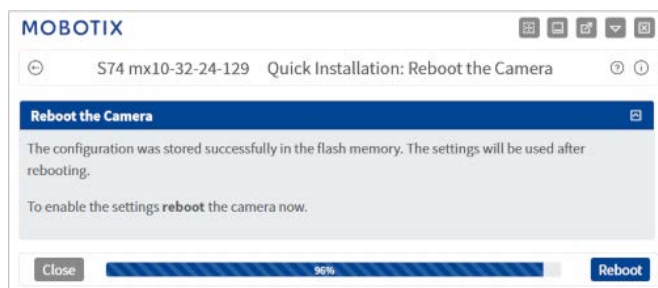 MOBOTIX
S74 mx10-32-24-129 Quick Installation: Reboot the Camera
Reboot the Camera
The configuration was stored successfully in the flash memory. The settings will be used after
rebooting.
To enable the settings reboot the camera now.
Close 96% Reboot